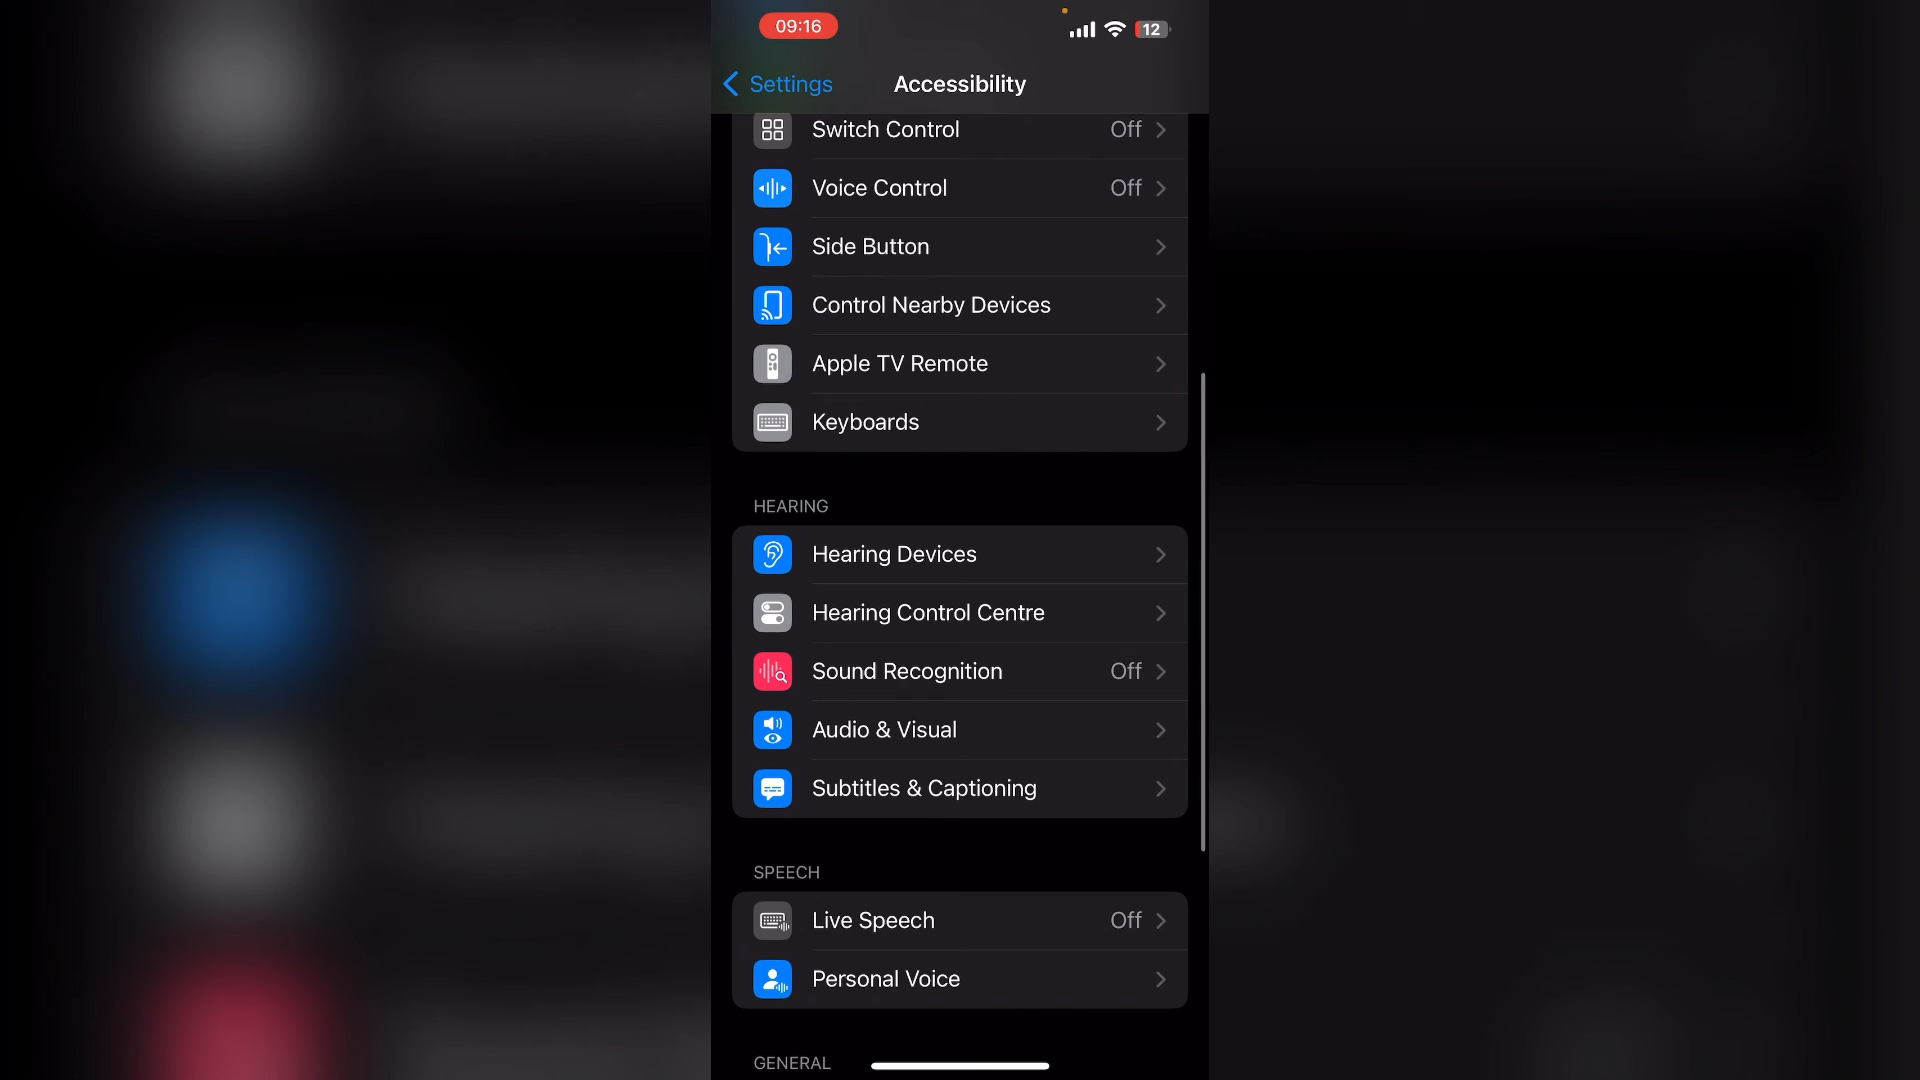 09:16
12
Settings
Accessibility
Switch Control Off
Voice Control Off
Side Button
Control Nearby Devices
Apple TV Remote
Keyboards
HEARING
Hearing Devices
Hearing Control Centre
Sound Recognition Off
Audio & Visual
Subtitles & Captioning
SPEECH
Live Speech Off
Personal Voice
GENERAL